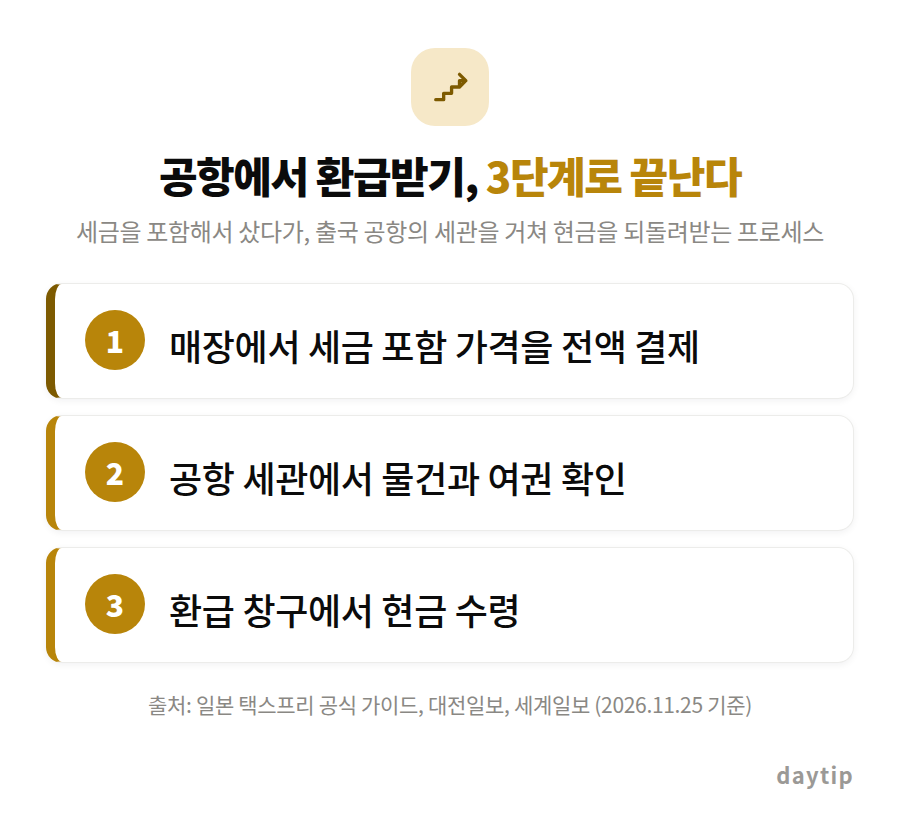 공항에서 환급받기, 3단계로 끝난다
세금을 포함해서 샀다가, 출국 공항의 세관을 거쳐 현금을 되돌려받는 프로세스
1 매장에서 세금 포함 가격을 전액 결제
2 공항 세관에서 물건과 여권 확인
3 환급 창구에서 현금 수령
출처: 일본 택스프리 공식 가이드, 대전일보, 세계일보 (2026.11.25 기준)
daytip